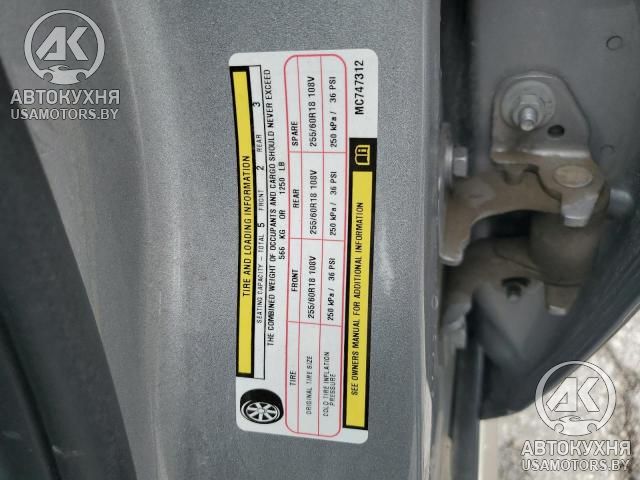 АК
АВТОКУХНЯ
USAMOTORS.BY
TIRE AND LOADING INFORMATION
SEATING CAPACITY - TOTAL 5 FRONT 2 REAR 3
THE COMBINED WEIGHT OF OCCUPANTS AND CARGO SHOULD NEVER EXCEED
566 KG OR 1250 LB
TIRE FRONT REAR SPARE
ORIGINAL TIRE SIZE 255/60R18 108V 255/60R18 108V 255/60R18 108V
COLD TIRE INFLATION
PRESSURE 250 kPa / 36 PSI 250 kPa / 36 PSI 250 kPa / 36 PSI
SEE OWNERS MANUAL FOR ADDITIONAL INFORMATION
MC747312
АК
АВТОКУХНЯ
USAMOTORS.BY